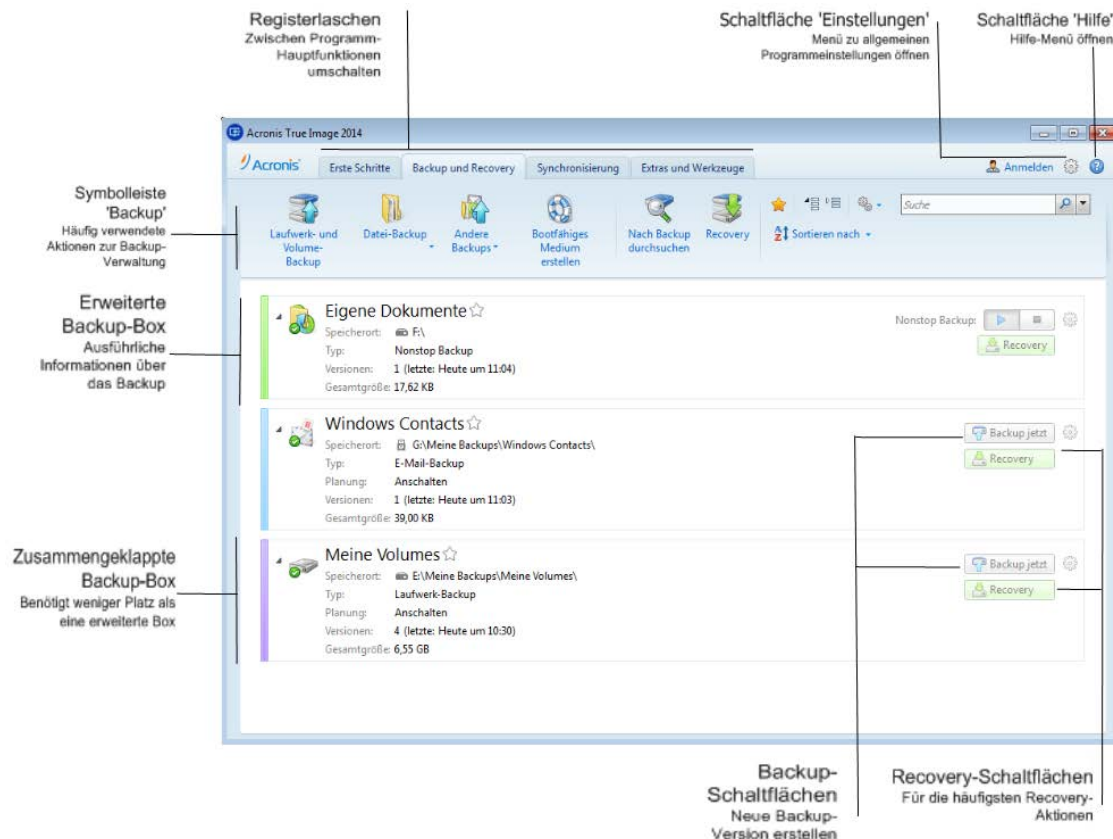 Registerlaschen
Zwischen Programm-
Hauptfunktionen
umschalten
Schaltfläche 'Einstellungen'
Menü zu allgemeinen
Programmeinstellungen öffnen
Schaltfläche 'Hilfe'
Hilfe-Menü öffnen
Acronis True Image 2014
Acronis
Erste Schritte
Backup und Recovery
Synchronisierung
Extras und Werkzeuge
Anmelden
Symbolleiste
'Backup'
Häufig verwendete
Aktionen zur Backup-
Verwaltung
Laufwerk- und
Volume-
Backup
Datei-Backup
Andere
Backups
Bootfähiges
Medium
erstellen
Nach Backup
durchsuchen
Recovery
Suche
Sortieren nach
Erweiterte
Backup-Box
Ausführliche
Informationen über
das Backup
Eigene Dokumente
Speicherort: F:\
Typ: Nonstop Backup
Versionen: 1 (letzte: Heute um 11:04)
Gesamtgröße: 17,62 KB
Nonstop Backup:
Recovery
Windows Contacts
Speicherort: G:\Meine Backups\Windows Contacts\
Typ: E-Mail-Backup
Planung: Anschalten
Versionen: 1 (letzte: Heute um 11:03)
Gesamtgröße: 39,00 KB
Backup jetzt
Recovery
Zusammengeklappte
Backup-Box
Benötigt weniger Platz als
eine erweiterte Box
Meine Volumes
Speicherort: E:\Meine Backups\Meine Volumes\
Typ: Laufwerk-Backup
Planung: Anschalten
Versionen: 4 (letzte: Heute um 10:30)
Gesamtgröße: 6,55 GB
Backup jetzt
Recovery
Backup-
Schaltflächen
Neue Backup-
Version erstellen
Recovery-Schaltflächen
Für die häufigsten Recovery-
Aktionen